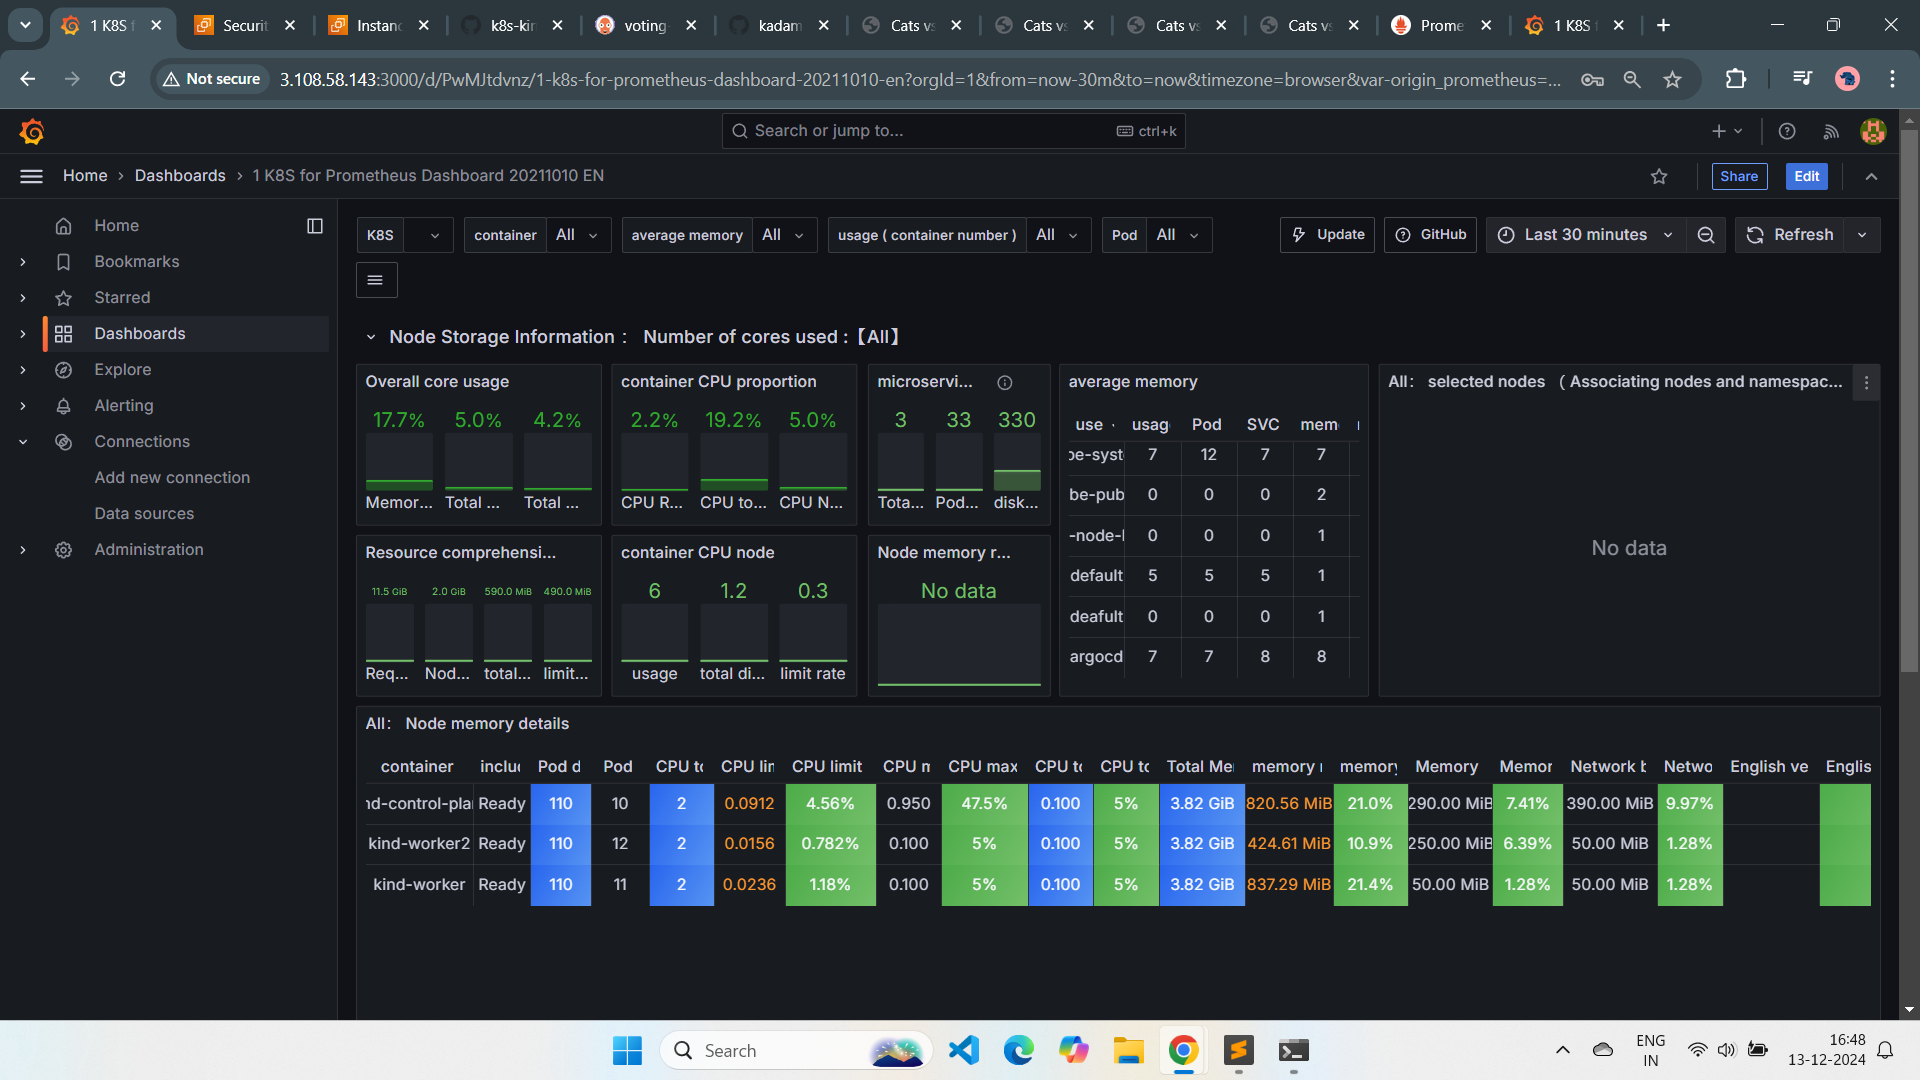 1 K8S f
Securit
Instanc
k8s-kin
voting-
kadam
Cats vs
Cats vs
Cats vs
Cats vs
Prome
1 K8S f
Not secure
3.108.58.143:3000/d/PwMJtdvnz/1-k8s-for-prometheus-dashboard-20211010-en?orgId=1&from=now-30m&to=now&timezone=browser&var-origin_prometheus=...
Search or jump to...
ctrl+k
Home › Dashboards › 1 K8S for Prometheus Dashboard 20211010 EN
Share
Edit
Home
Bookmarks
Starred
Dashboards
Explore
Alerting
Connections
Add new connection
Data sources
Administration
K8S
container All
average memory All
usage ( container number ) All
Pod All
Update
GitHub
Last 30 minutes
Refresh
Node Storage Information： Number of cores used :【All】
Overall core usage
17.7% 5.0% 4.2%
Memor... Total ... Total ...
container CPU proportion
2.2% 19.2% 5.0%
CPU R... CPU to... CPU N...
microservi...
3 33 330
Tota... Pod... disk...
Resource comprehensi...
11.5 GiB 2.0 GiB 590.0 MiB 490.0 MiB
Req... Nod... total... limit...
container CPU node
6 1.2 0.3
usage total di... limit rate
Node memory r...
No data
average memory
use usag Pod SVC mem
be-syst 7 12 7 7
be-pub 0 0 0 2
-node-l 0 0 0 1
default 5 5 5 1
deafult 0 0 0 1
argocd 7 7 8 8
All： selected nodes （ Associating nodes and namespac...
No data
All： Node memory details
container inclu Pod d Pod CPU to CPU lin CPU limit CPU m CPU max CPU to CPU to Total Me memory r memory Memory Memor Network b Netwo English ve Englis
nd-control-pla Ready 110 10 2 0.0912 4.56% 0.950 47.5% 0.100 5% 3.82 GiB 820.56 MiB 21.0% 290.00 MiB 7.41% 390.00 MiB 9.97%
kind-worker2 Ready 110 12 2 0.0156 0.782% 0.100 5% 0.100 5% 3.82 GiB 424.61 MiB 10.9% 250.00 MiB 6.39% 50.00 MiB 1.28%
kind-worker Ready 110 11 2 0.0236 1.18% 0.100 5% 0.100 5% 3.82 GiB 837.29 MiB 21.4% 50.00 MiB 1.28% 50.00 MiB 1.28%
Search
ENG
IN
16:48
13-12-2024